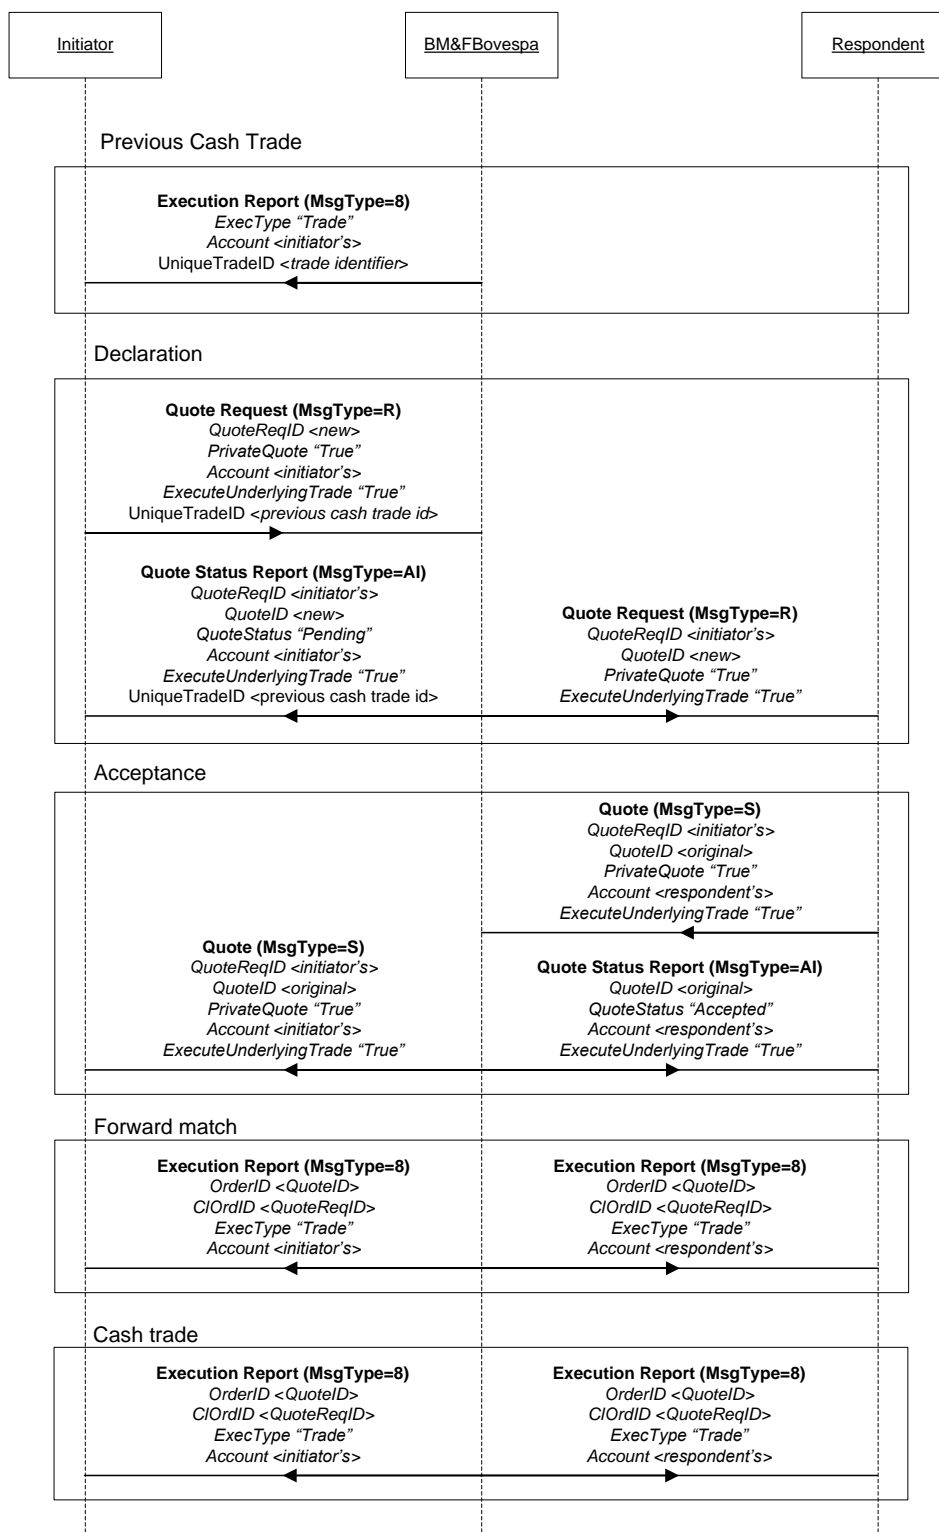 Initiator
BM&FBovespa
Respondent
Previous Cash Trade
Execution Report (MsgType=8)
ExecType “Trade”
Account <initiator’s>
UniqueTradeID <trade identifier>
Declaration
Quote Request (MsgType=R)
QuoteReqID <new>
PrivateQuote “True”
Account <initiator’s>
ExecuteUnderlyingTrade “True”
UniqueTradeID <previous cash trade id>
Quote Status Report (MsgType=AI)
QuoteReqID <initiator’s>
QuoteID <new>
QuoteStatus “Pending”
Account <initiator’s>
ExecuteUnderlyingTrade “True”
UniqueTradeID <previous cash trade id>
Quote Request (MsgType=R)
QuoteReqID <initiator’s>
QuoteID <new>
PrivateQuote “True”
ExecuteUnderlyingTrade “True”
Acceptance
Quote (MsgType=S)
QuoteReqID <initiator’s>
QuoteID <original>
PrivateQuote “True”
Account <respondent’s>
ExecuteUnderlyingTrade “True”
Quote (MsgType=S)
QuoteReqID <initiator’s>
QuoteID <original>
PrivateQuote “True”
Account <initiator’s>
ExecuteUnderlyingTrade “True”
Quote Status Report (MsgType=AI)
QuoteID <original>
QuoteStatus “Accepted”
Account <respondent’s>
ExecuteUnderlyingTrade “True”
Forward match
Execution Report (MsgType=8)
OrderID <QuoteID>
ClOrdID <QuoteReqID>
ExecType “Trade”
Account <initiator’s>
Execution Report (MsgType=8)
OrderID <QuoteID>
ClOrdID <QuoteReqID>
ExecType “Trade”
Account <respondent’s>
Cash trade
Execution Report (MsgType=8)
OrderID <QuoteID>
ClOrdID <QuoteReqID>
ExecType “Trade”
Account <initiator’s>
Execution Report (MsgType=8)
OrderID <QuoteID>
ClOrdID <QuoteReqID>
ExecType “Trade”
Account <respondent’s>